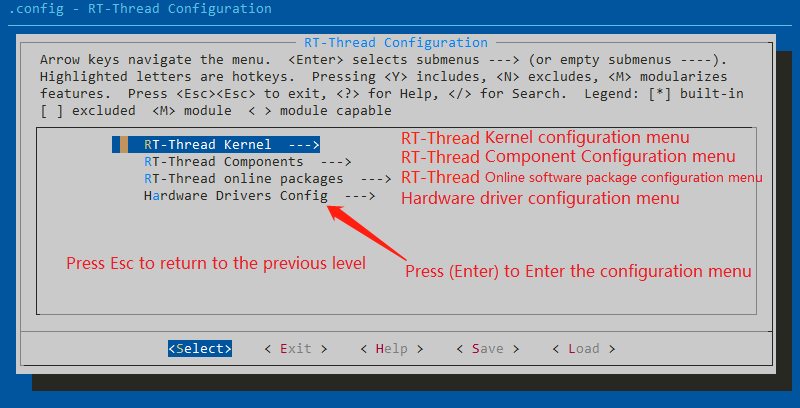 .config - RT-Thread Configuration
RT-Thread Configuration
Arrow keys navigate the menu.  <Enter> selects submenus ---> (or empty submenus ----).
Highlighted letters are hotkeys.  Pressing <Y> includes, <N> excludes, <M> modularizes
features.  Press <Esc><Esc> to exit, <?> for Help, </> for Search.  Legend: [*] built-in
[ ] excluded  <M> module  < > module capable
RT-Thread Kernel  ---> RT-Thread Kernel configuration menu
RT-Thread Components  ---> RT-Thread Component Configuration menu
RT-Thread online packages  ---> RT-Thread Online software package configuration menu
Hardware Drivers Config  ---> Hardware driver configuration menu
Press Esc to return to the previous level
Press (Enter) to Enter the configuration menu
<Select>    < Exit >    < Help >    < Save >    < Load >